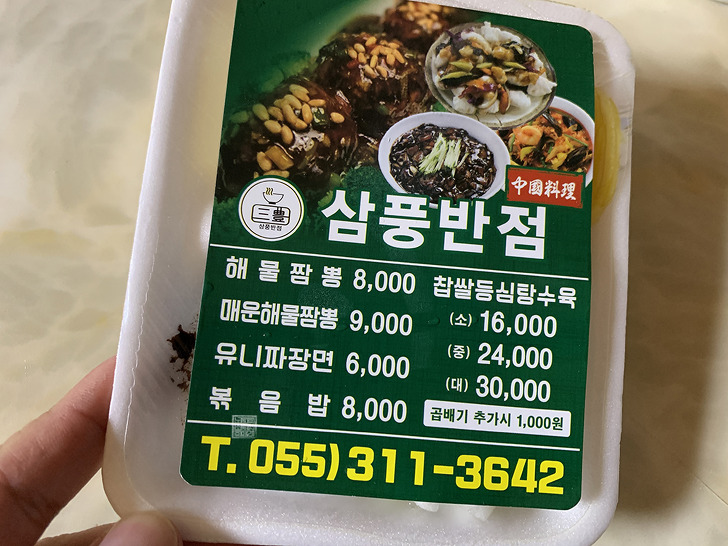 中國料理
三豊
삼풍반점
삼풍반점
해물짬뽕 8,000
매운해물짬뽕 9,000
유니짜장면 6,000
볶음밥 8,000
찹쌀등심탕수육
(소) 16,000
(중) 24,000
(대) 30,000
곱배기 추가시 1,000원
T. 055)311-3642